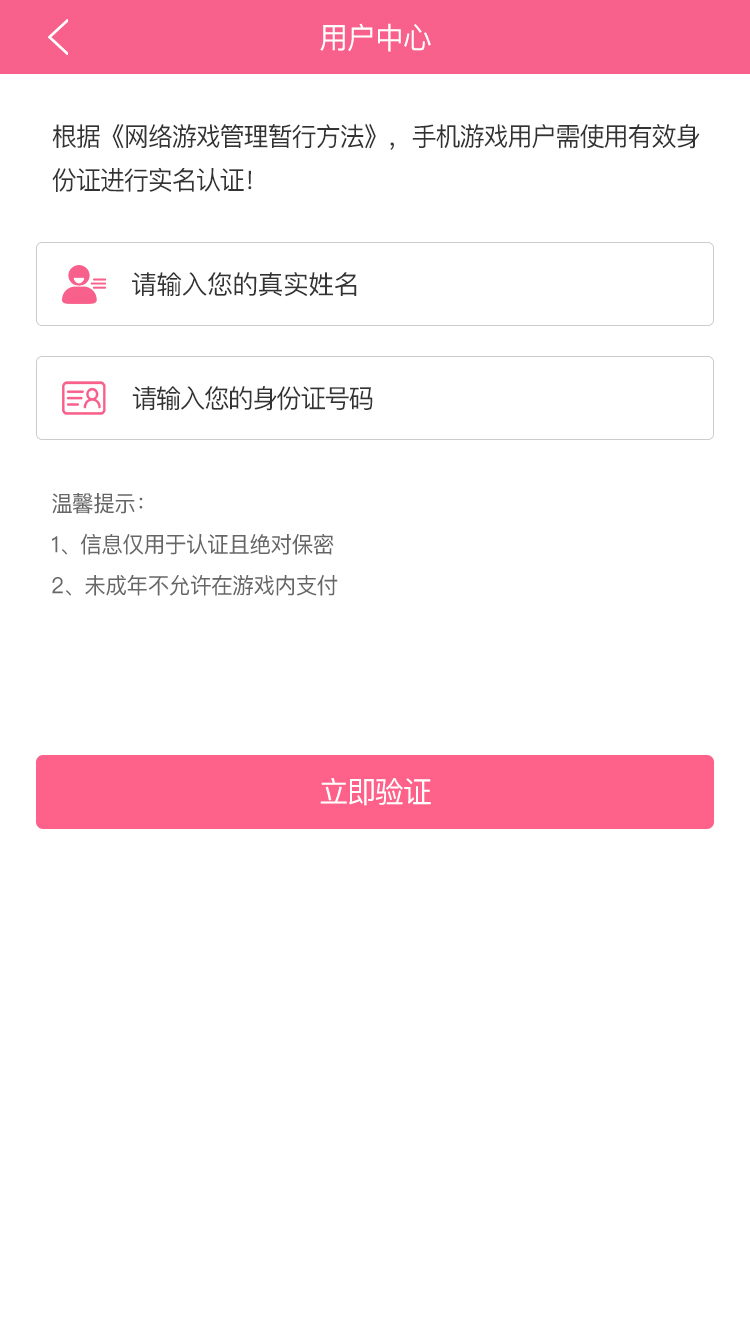 用户中心
根据《网络游戏管理暂行方法》，手机游戏用户需使用有效身
份证进行实名认证！
请输入您的真实姓名
请输入您的身份证号码
温馨提示：
1、信息仅用于认证且绝对保密
2、未成年不允许在游戏内支付
立即验证